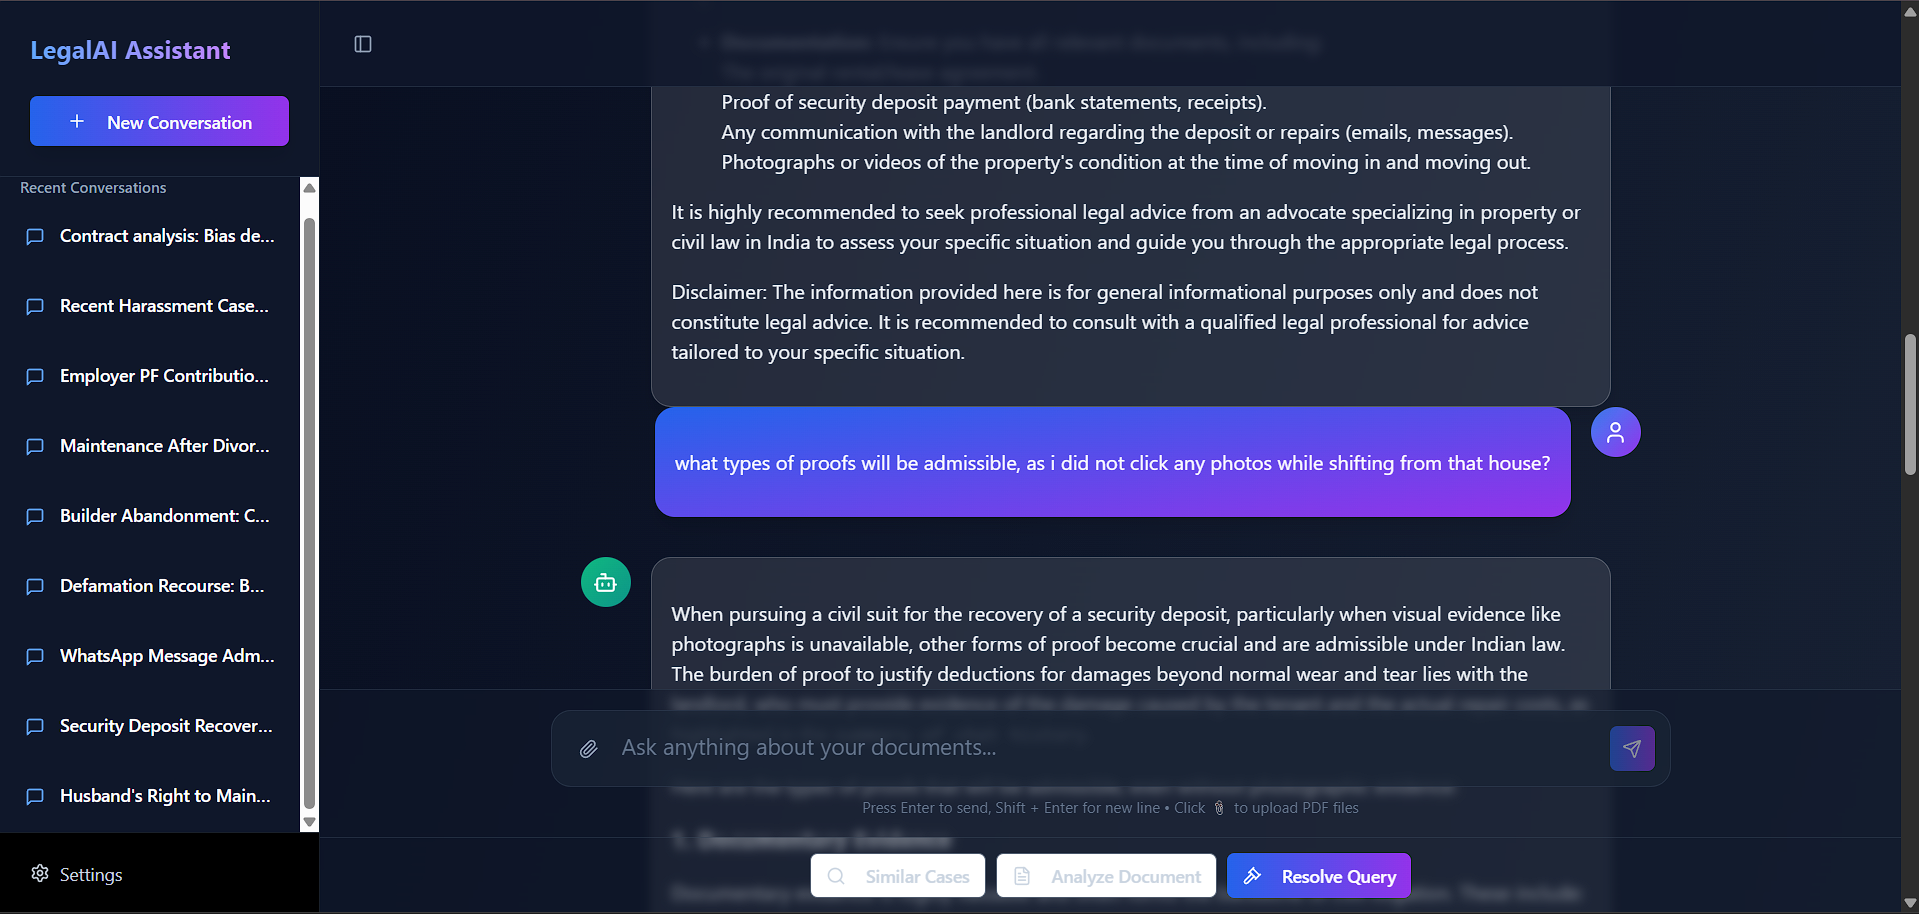 LegalAI Assistant
New Conversation
Recent Conversations
Contract analysis: Bias de...
Recent Harassment Case...
Employer PF Contributio...
Maintenance After Divor...
Builder Abandonment: C...
Defamation Recourse: B...
WhatsApp Message Adm...
Security Deposit Recover...
Husband's Right to Main...
Settings
Proof of security deposit payment (bank statements, receipts).
Any communication with the landlord regarding the deposit or repairs (emails, messages).
Photographs or videos of the property's condition at the time of moving in and moving out.
It is highly recommended to seek professional legal advice from an advocate specializing in property or
civil law in India to assess your specific situation and guide you through the appropriate legal process.
Disclaimer: The information provided here is for general informational purposes only and does not
constitute legal advice. It is recommended to consult with a qualified legal professional for advice
tailored to your specific situation.
what types of proofs will be admissible, as i did not click any photos while shifting from that house?
When pursuing a civil suit for the recovery of a security deposit, particularly when visual evidence like
photographs is unavailable, other forms of proof become crucial and are admissible under Indian law.
The burden of proof to justify deductions for damages beyond normal wear and tear lies with the
Ask anything about your documents...
Press Enter to send, Shift + Enter for new line • Click to upload PDF files
1. Documentary Evidence
Similar Cases
Analyze Document
Resolve Query